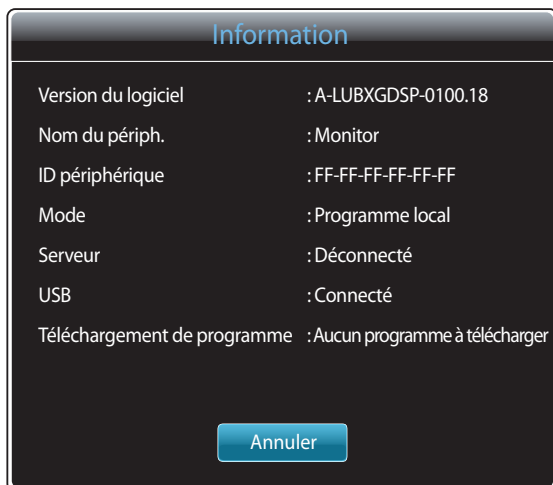 Information
Version du logiciel : A-LUBXGDSP-0100.18
Nom du périph. : Monitor
ID périphérique : FF-FF-FF-FF-FF-FF
Mode : Programme local
Serveur : Déconnecté
USB : Connecté
Téléchargement de programme : Aucun programme à télécharger
Annuler